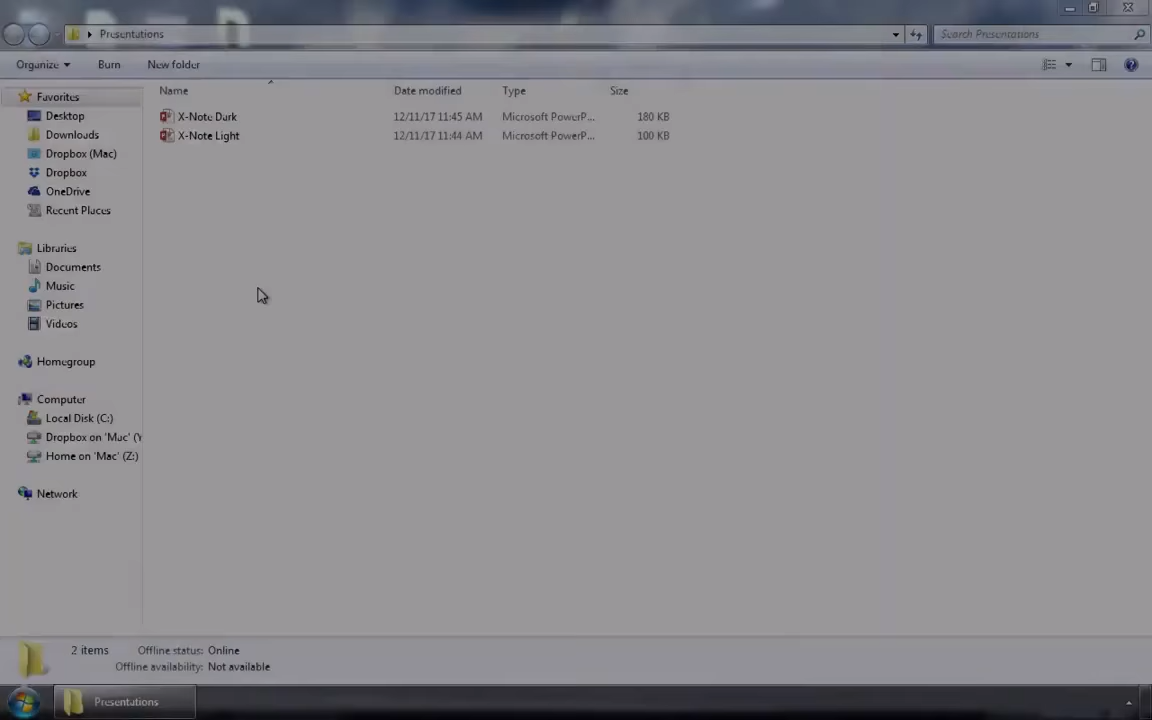 Presentations
Search Presentations
Organize Burn New folder
Name Date modified Type Size
X-Note Dark 12/11/17 11:45 AM Microsoft PowerP... 180 KB
X-Note Light 12/11/17 11:44 AM Microsoft PowerP... 100 KB
Favorites
Desktop
Downloads
Dropbox (Mac)
Dropbox
OneDrive
Recent Places
Libraries
Documents
Music
Pictures
Videos
Homegroup
Computer
Local Disk (C:)
Dropbox on 'Mac' (Y
Home on 'Mac' (Z:)
Network
2 items Offline status: Online
Offline availability: Not available
Presentations